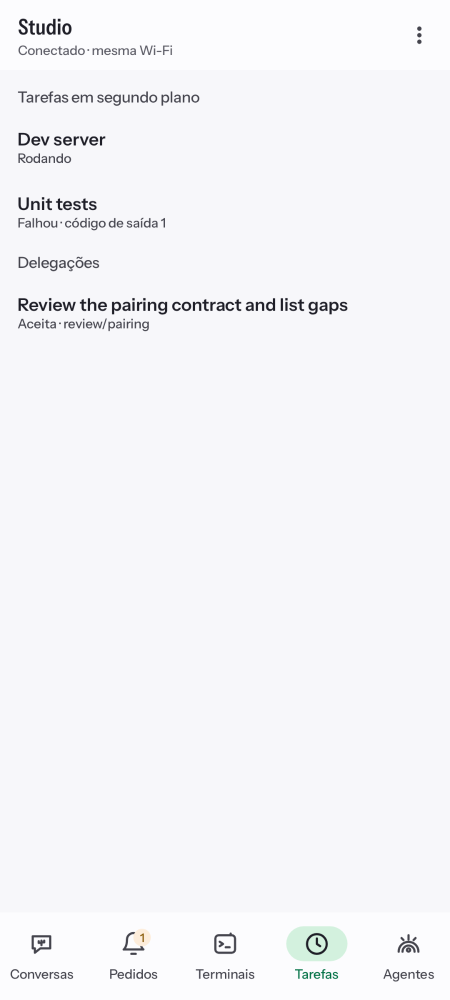 Studio
Conectado · mesma Wi-Fi
Tarefas em segundo plano
Dev server
Rodando
Unit tests
Falhou · código de saída 1
Delegações
Review the pairing contract and list gaps
Aceita · review/pairing
1
Conversas
Pedidos
Terminais
Tarefas
Agentes